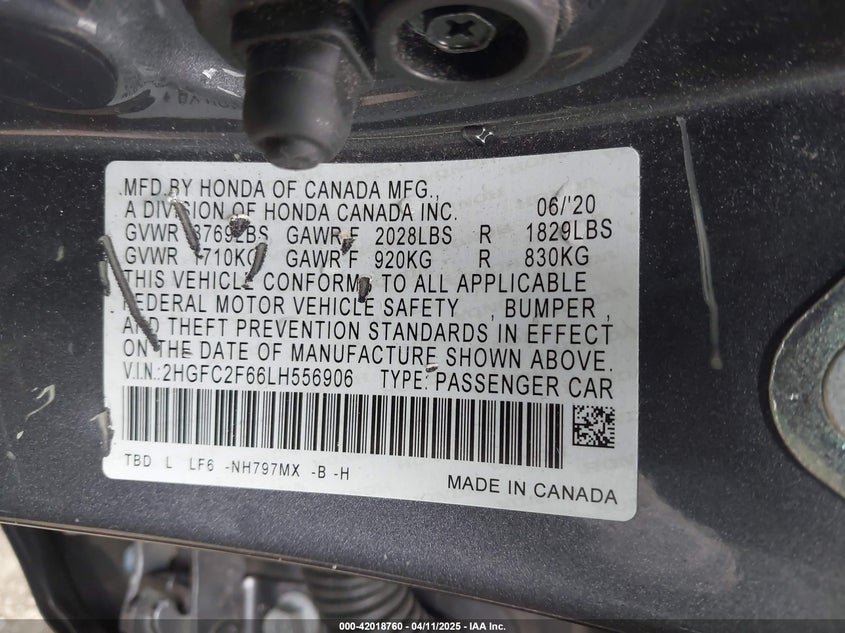 MFD.BY HONDA OF CANADA MFG.,
A DIVISION OF HONDA CANADA INC. 06/'20
GVWR 3769LBS GAWR F 2028LBS R 1829LBS
GVWR 1710KG GAWR F 920KG R 830KG
THIS VEHICLE CONFORMS TO ALL APPLICABLE
FEDERAL MOTOR VEHICLE SAFETY , BUMPER ,
AND THEFT PREVENTION STANDARDS IN EFFECT
ON THE DATE OF MANUFACTURE SHOWN ABOVE.
V.I.N.:2HGFC2F66LH556906 TYPE: PASSENGER CAR
TBD L LF6 -NH797MX -B -H
MADE IN CANADA
000-42018760 — 04/11/2025 - IAA Inc.